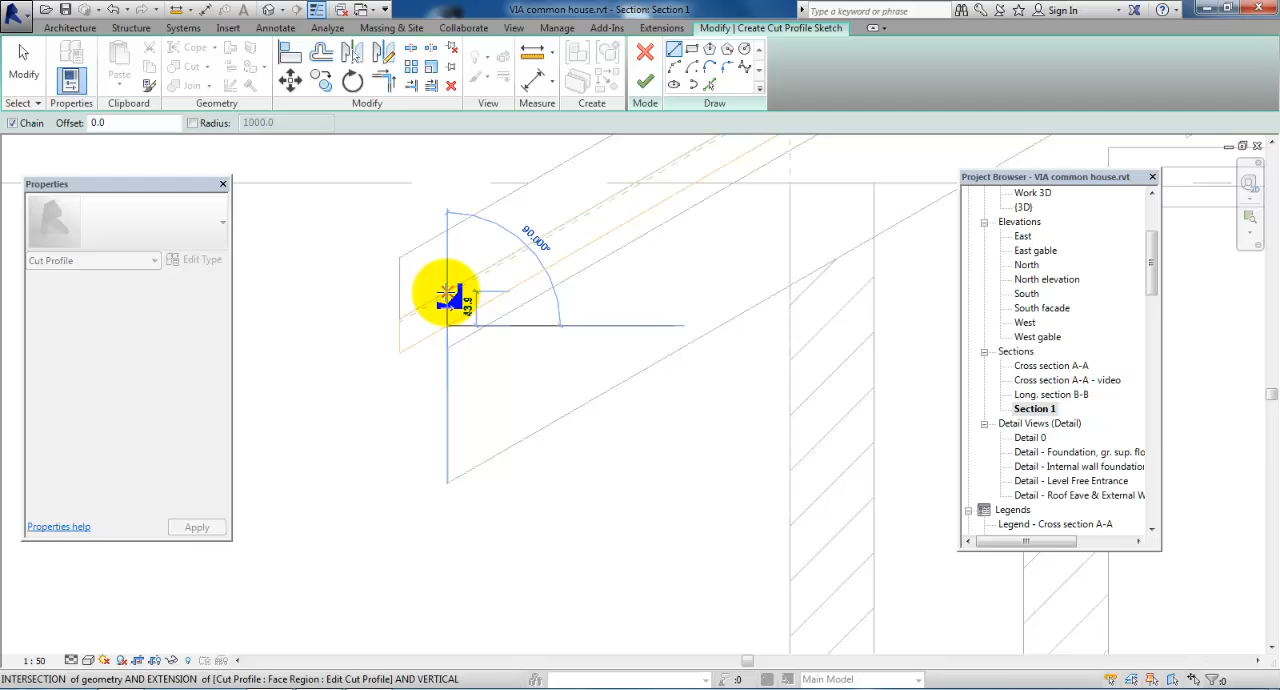 VIA common house.rvt - Section: Section 1
Type a keyword or phrase
Sign In
Architecture
Structure
Systems
Insert
Annotate
Analyze
Massing & Site
Collaborate
View
Manage
Add-Ins
Extensions
Modify | Create Cut Profile Sketch
Modify
Paste
Cope
Cut
Join
Select
Properties
Clipboard
Geometry
Modify
View
Measure
Create
Mode
Draw
Chain
Offset:
0.0
Radius:
1000.0
Properties
Cut Profile
Edit Type
Properties help
Apply
90.000°
43.9
Project Browser - VIA common house.rvt
Work 3D
{3D}
Elevations
East
East gable
North
North elevation
South
South facade
West
West gable
Sections
Cross section A-A
Cross section A-A - video
Long. section B-B
Section 1
Detail Views (Detail)
Detail 0
Detail - Foundation, gr. sup. flo
Detail - Internal wall foundation
Detail - Level Free Entrance
Detail - Roof Eave & External W
Legends
Legend - Cross section A-A
1 : 50
INTERSECTION of geometry AND EXTENSION of [Cut Profile : Face Region : Edit Cut Profile] AND VERTICAL
:0
Main Model
:0